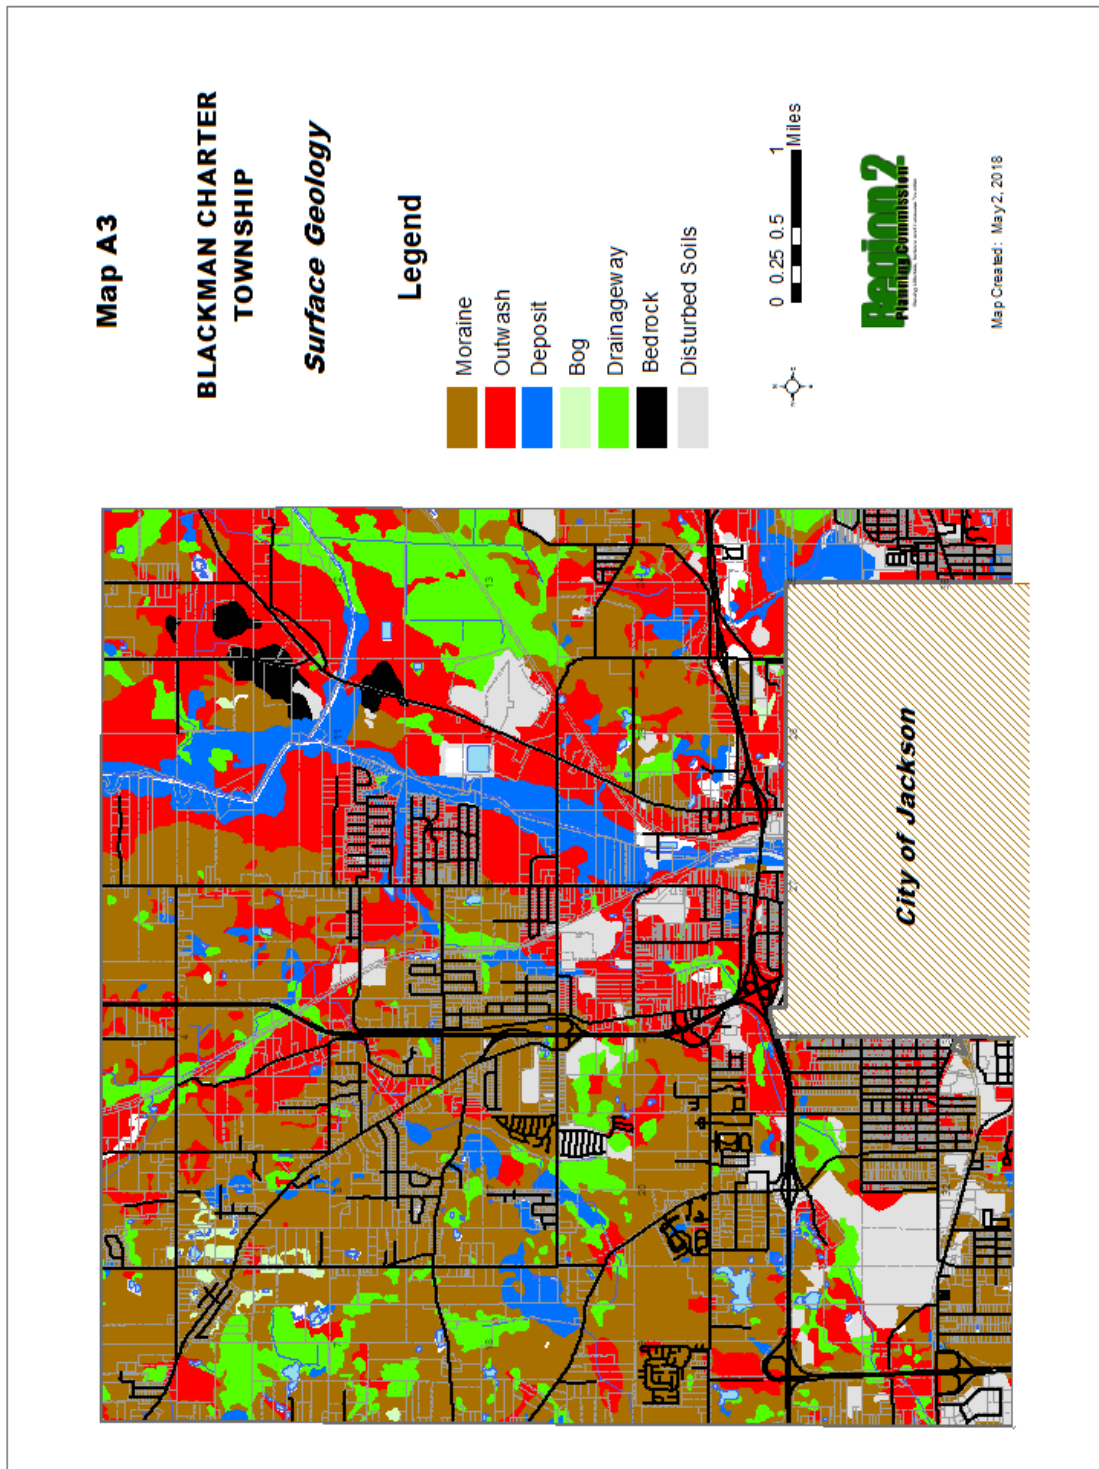 Map A3
BLACKMAN CHARTER
TOWNSHIP
Surface Geology
Legend
Moraine
Outwash
Deposit
Bog
Drainageway
Bedrock
Disturbed Soils
0 0.25 0.5 1
Miles
Region 2
Planning Commission
Map Created: May 2, 2018
City of Jackson